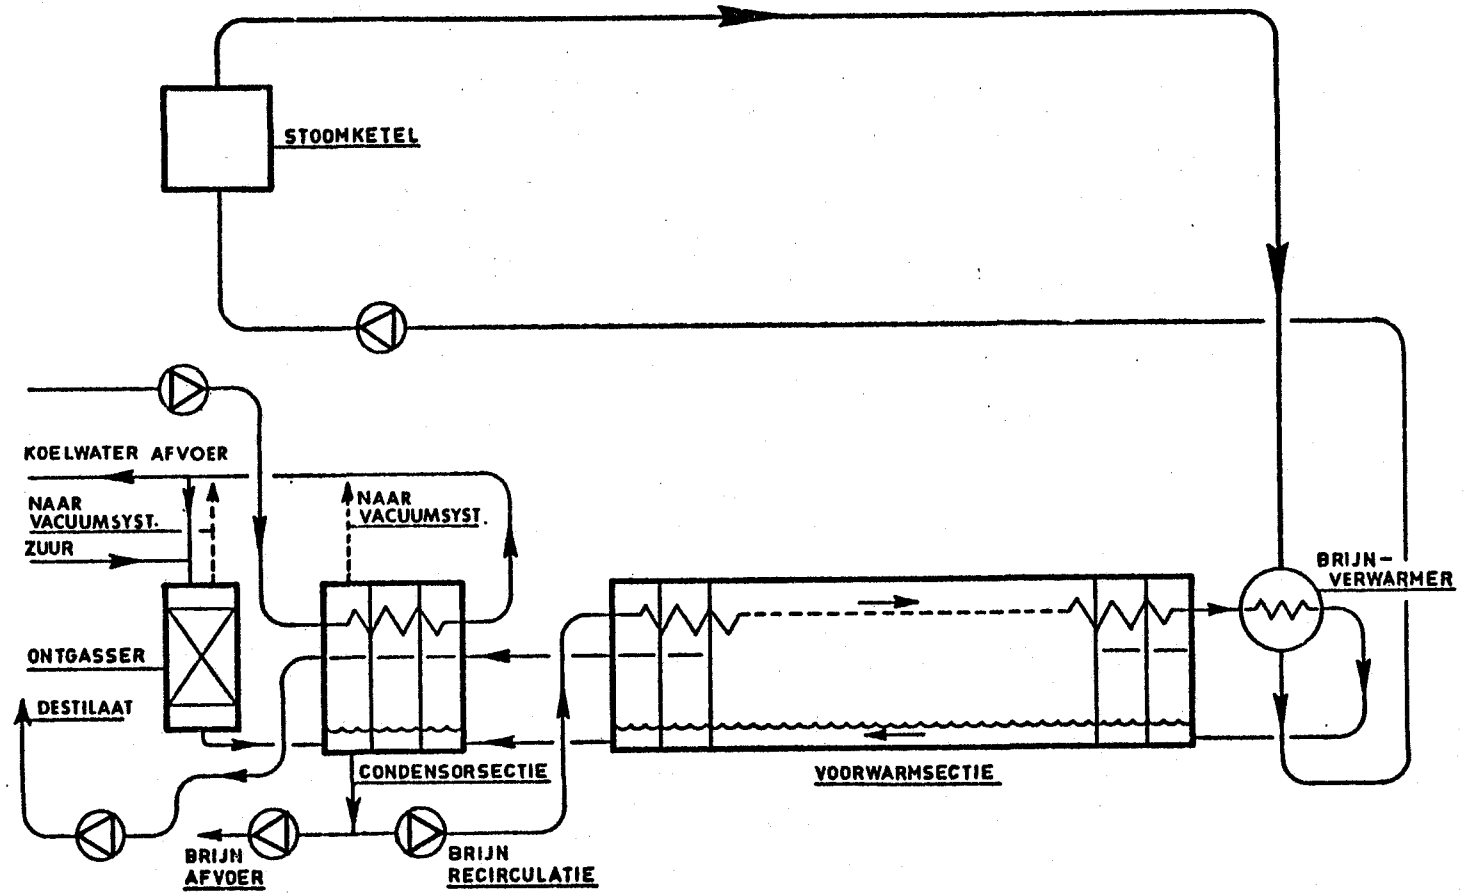 STOOMKETEL
KOELWATER AFVOER
NAAR
VACUUMSYST.
ZUUR
NAAR
VACUUMSYST.
BRIJN-
VERWARMER
ONTGASSER
DESTILAAT
CONDENSORSECTIE
VOORWARMSECTIE
BRIJN
AFVOER
BRIJN
RECIRCULATIE